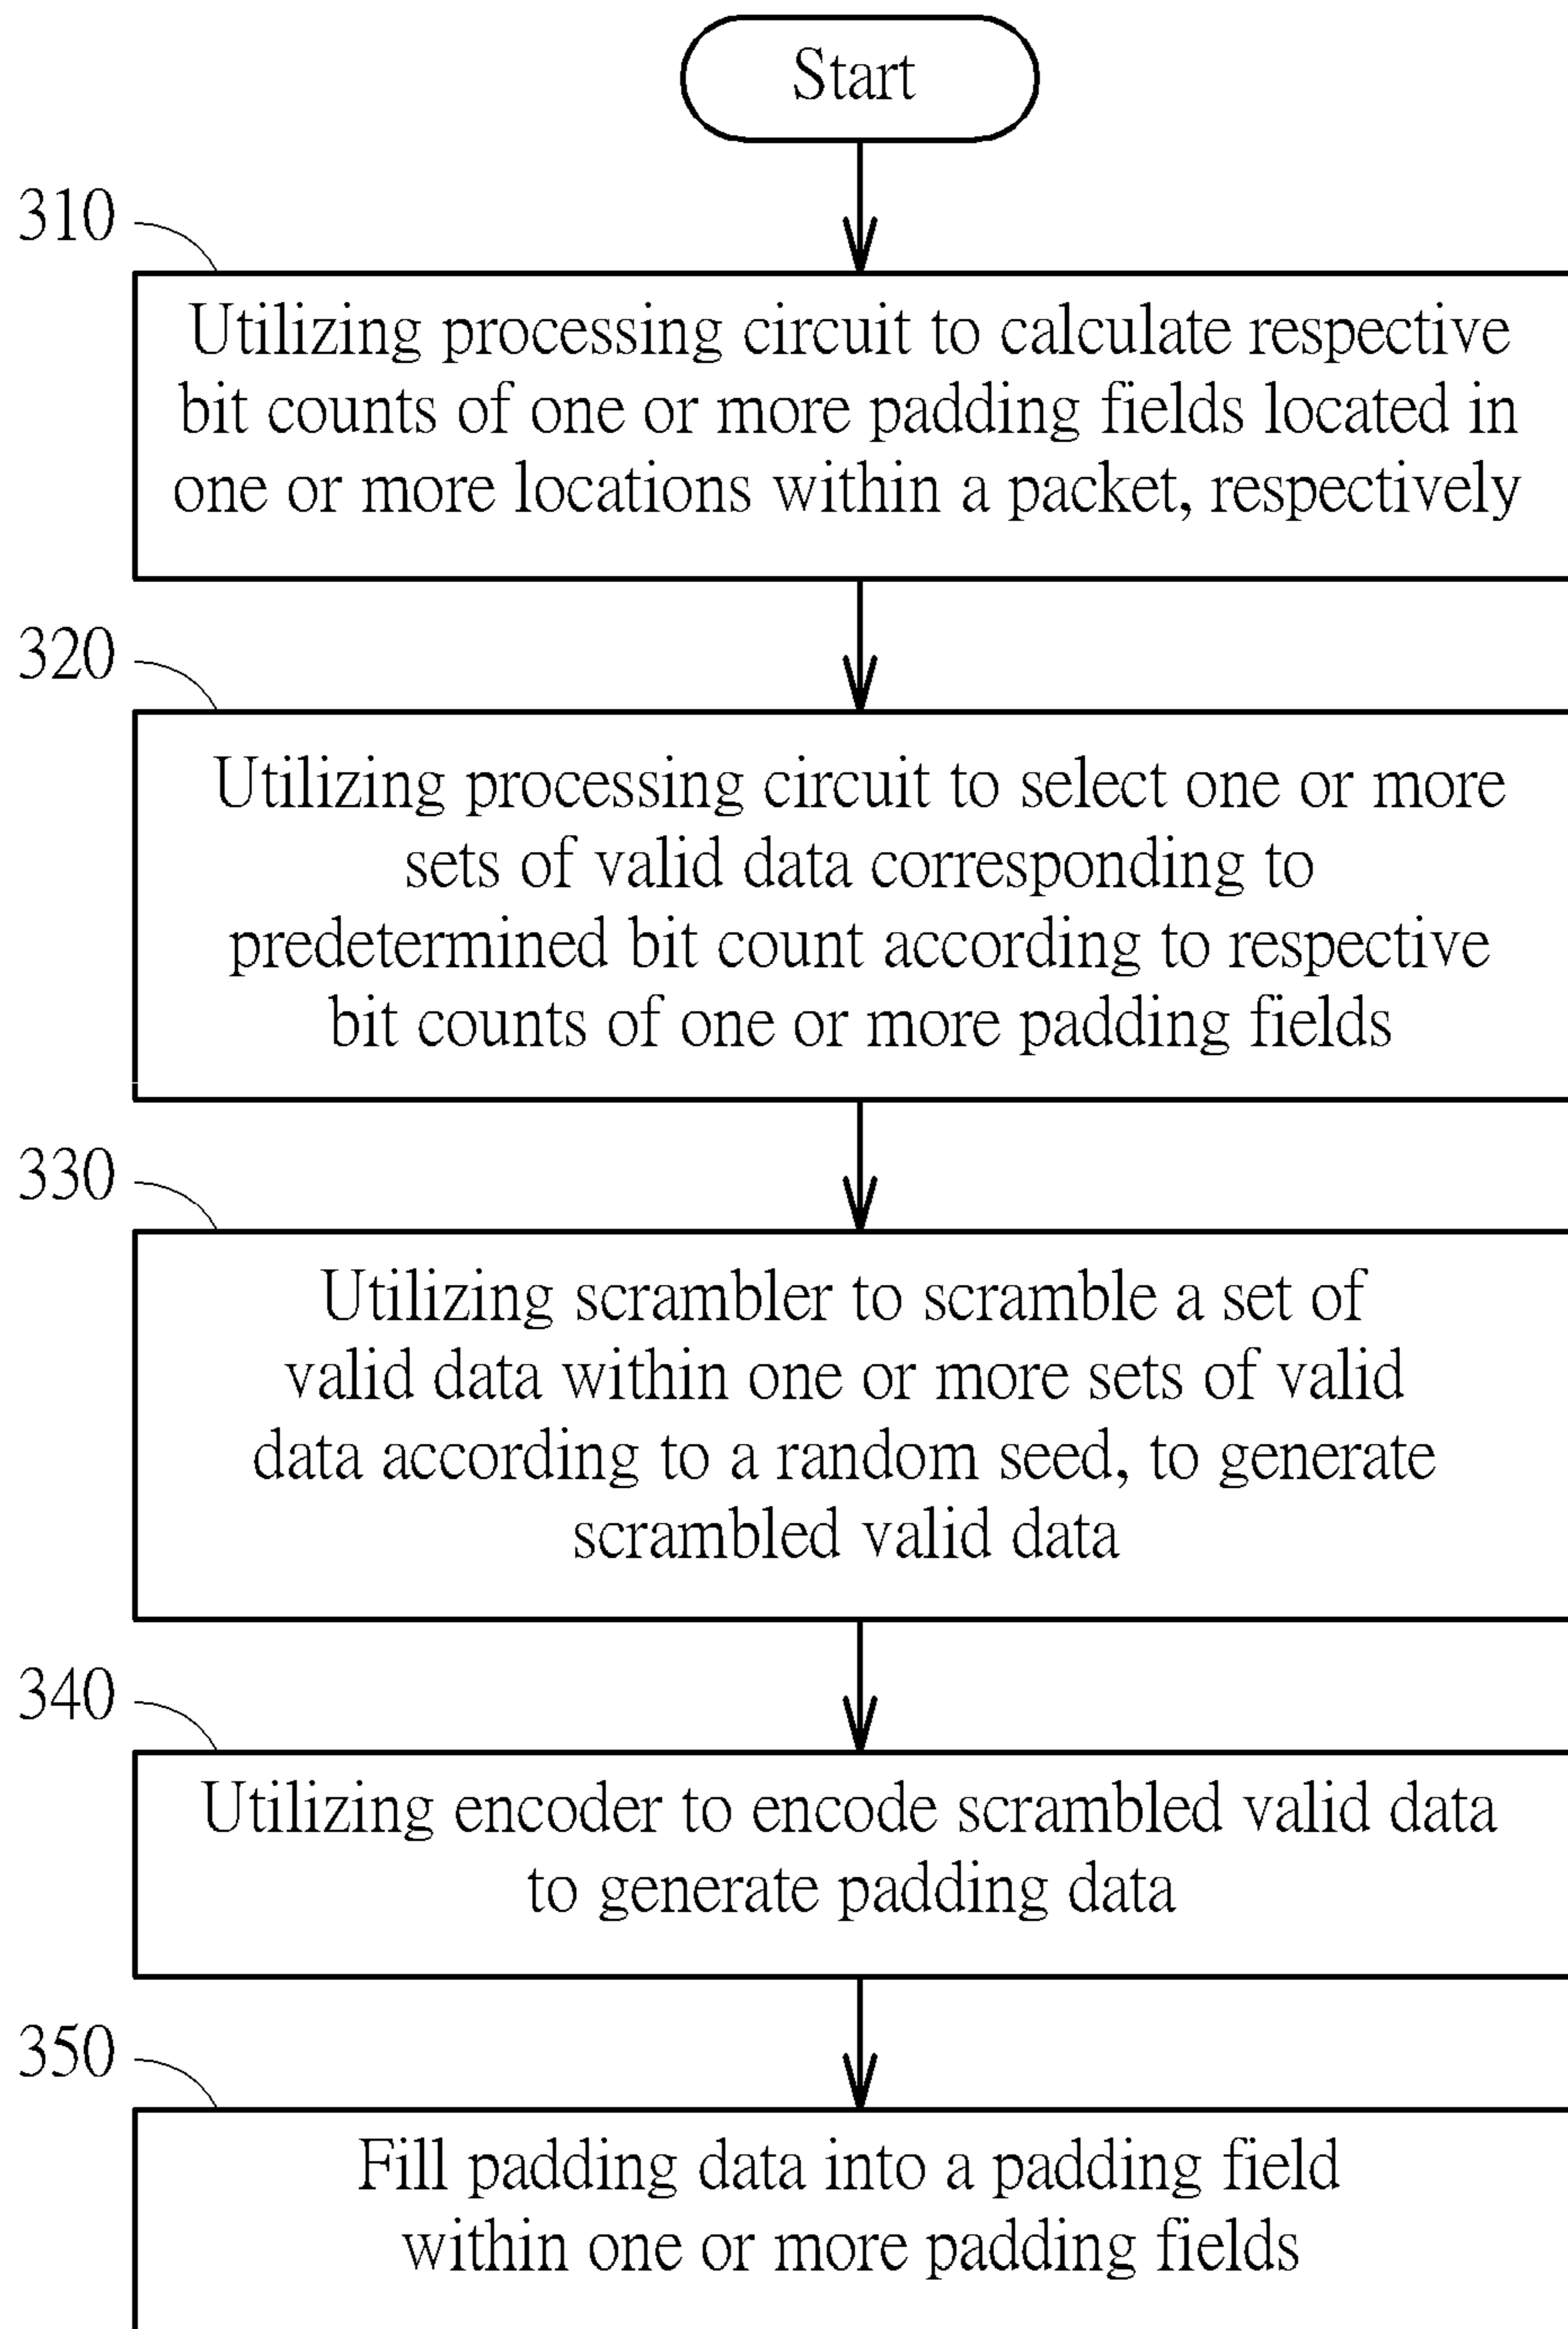 Start
310
Utilizing processing circuit to calculate respective
bit counts of one or more padding fields located in
one or more locations within a packet, respectively
320
Utilizing processing circuit to select one or more
sets of valid data corresponding to
predetermined bit count according to respective
bit counts of one or more padding fields
330
Utilizing scrambler to scramble a set of
valid data within one or more sets of valid
data according to a random seed, to generate
scrambled valid data
340
Utilizing encoder to encode scrambled valid data
to generate padding data
350
Fill padding data into a padding field
within one or more padding fields